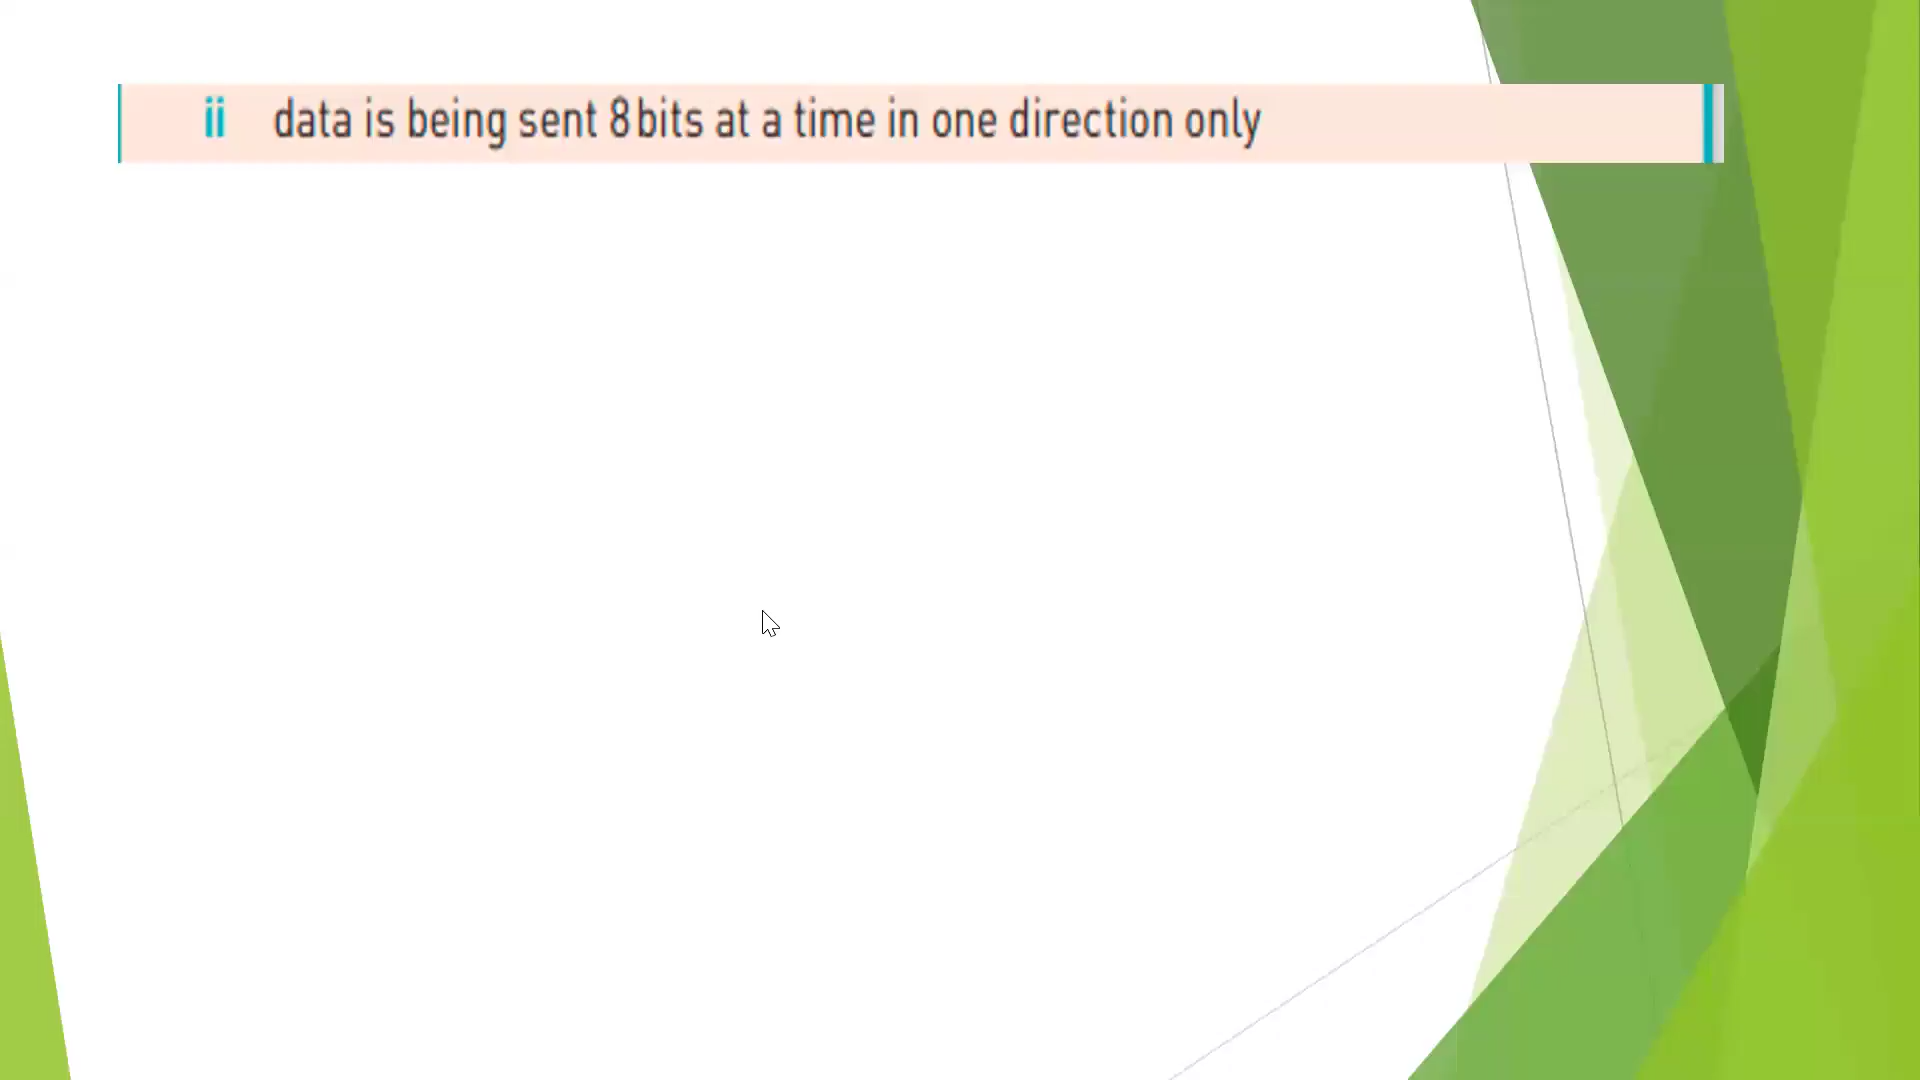 ii data is being sent 8 bits at a time in one direction only